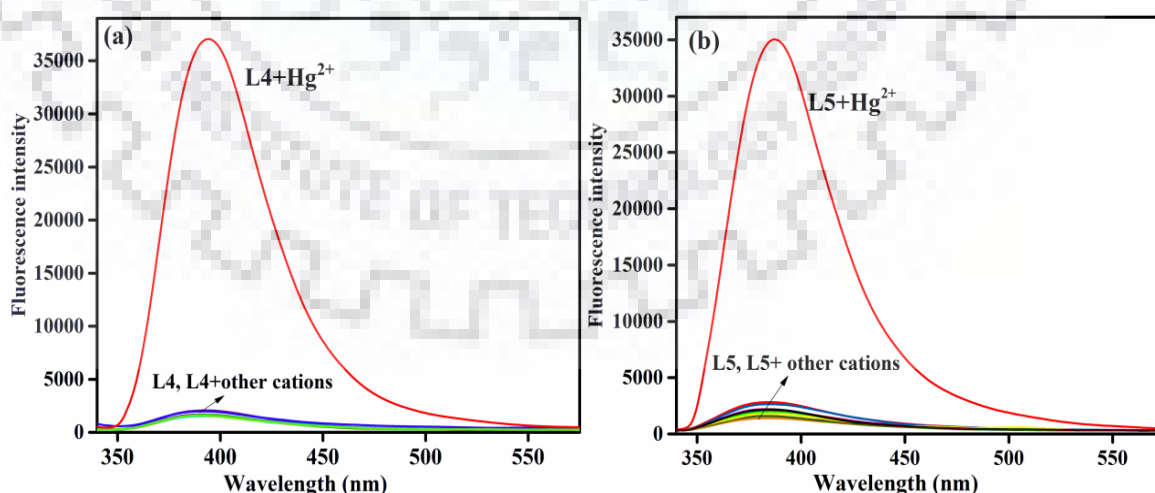 (a)
L4+Hg²⁺
L4, L4+other cations
Fluorescence intensity
35000
30000
25000
20000
15000
10000
5000
0
350 400 450 500 550
Wavelength (nm)
(b)
L5+Hg²⁺
L5, L5+ other cations
Fluorescence intensity
35000
30000
25000
20000
15000
10000
5000
0
350 400 450 500 550
Wavelength (nm)
OF TEC